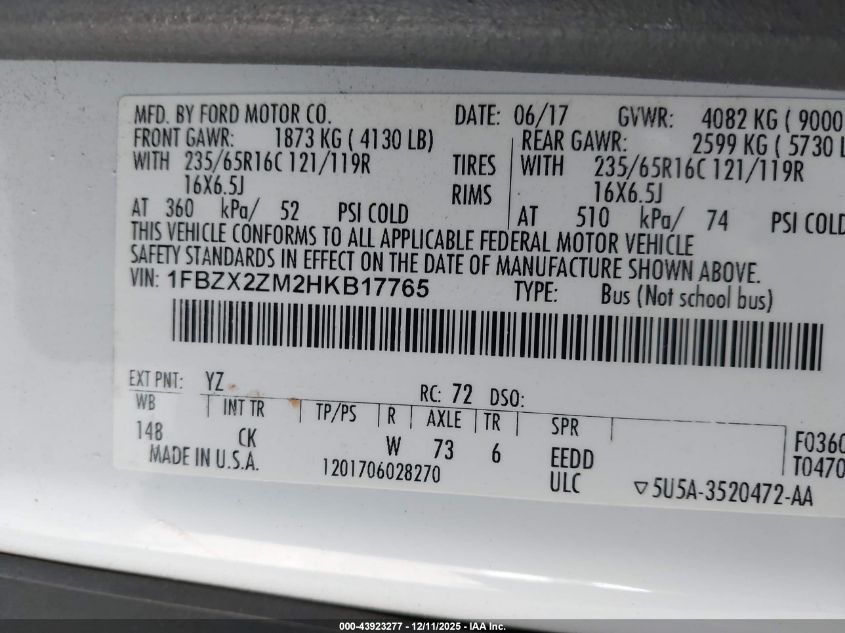 MFD. BY FORD MOTOR CO. DATE: 06/17 GVWR: 4082 KG ( 9000
FRONT GAWR: 1873 KG ( 4130 LB) REAR GAWR: 2599 KG ( 5730 L
WITH 235/65R16C 121/119R TIRES WITH 235/65R16C 121/119R
16X6.5J RIMS 16X6.5J
AT 360 kPa/ 52 PSI COLD AT 510 kPa/ 74 PSI COLD
THIS VEHICLE CONFORMS TO ALL APPLICABLE FEDERAL MOTOR VEHICLE
SAFETY STANDARDS IN EFFECT ON THE DATE OF MANUFACTURE SHOWN ABOVE.
VIN: 1FBZX2ZM2HKB17765 TYPE: Bus (Not school bus)
EXT PNT: YZ RC: 72 DSO:
WB INT TR TP/PS R AXLE TR SPR
148 CK W 73 6 EEDD F0360
MADE IN U.S.A. 1201706028270 ULC T0470
▽5U5A-3520472-AA
000-43923277 - 12/11/2025 - IAA Inc.